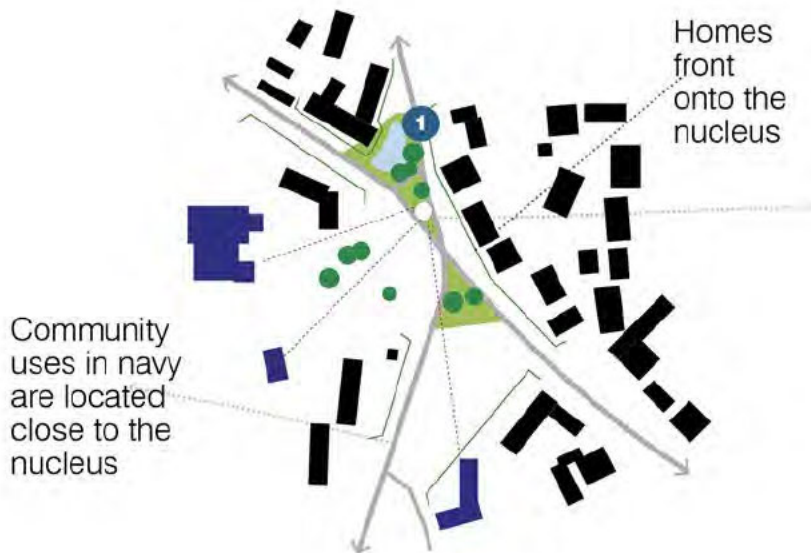 Homes
front
onto the
nucleus
1
Community
uses in navy
are located
close to the
nucleus